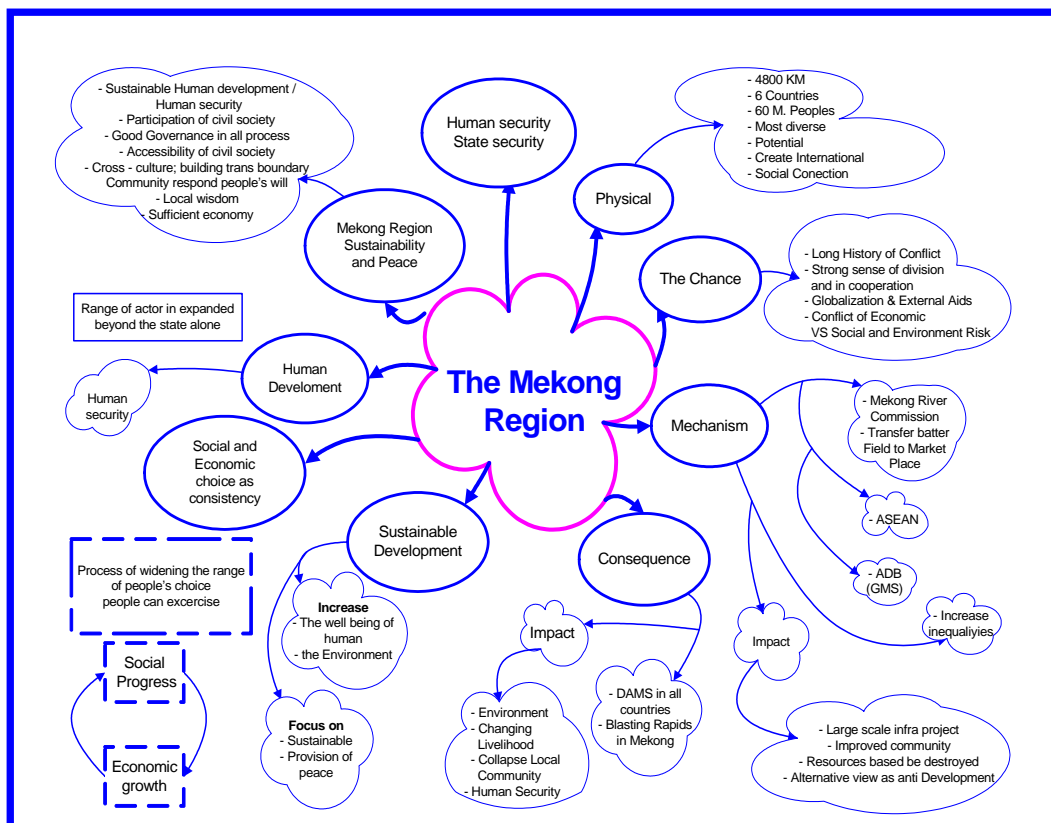 - Sustainable Human development /
Human security
- Participation of civil society
- Good Governance in all process
- Accessibility of civil society
- Cross - culture; building trans boundary
Community respond people's will
- Local wisdom
- Sufficient economy
Human security
State security
- 4800 KM
- 6 Countries
- 60 M. Peoples
- Most diverse
- Potential
- Create International
- Social Conection
Physical
Mekong Region
Sustainability
and Peace
The Chance
- Long History of Conflict
- Strong sense of division
and in cooperation
- Globalization & External Aids
- Conflict of Economic
VS Social and Environment Risk
Range of actor in expanded
beyond the state alone
The Mekong
Region
Human
Develoment
Human
security
Mechanism
- Mekong River
Commission
- Transfer batter
Field to Market
Place
Social and
Economic
choice as
consistency
- ASEAN
Sustainable
Development
Consequence
- ADB
(GMS)
Process of widening the range
of people's choice
people can excercise
Increase
- The well being of
human
- the Environment
Impact
Impact
- Increase
inequaliyies
Social
Progress
Focus on
- Sustainable
- Provision of
peace
- Environment
- Changing
Livelihood
- Collapse Local
Community
- Human Security
- DAMS in all
countries
- Blasting Rapids
in Mekong
- Large scale infra project
- Improved community
- Resources based be destroyed
- Alternative view as anti Development
Economic
growth